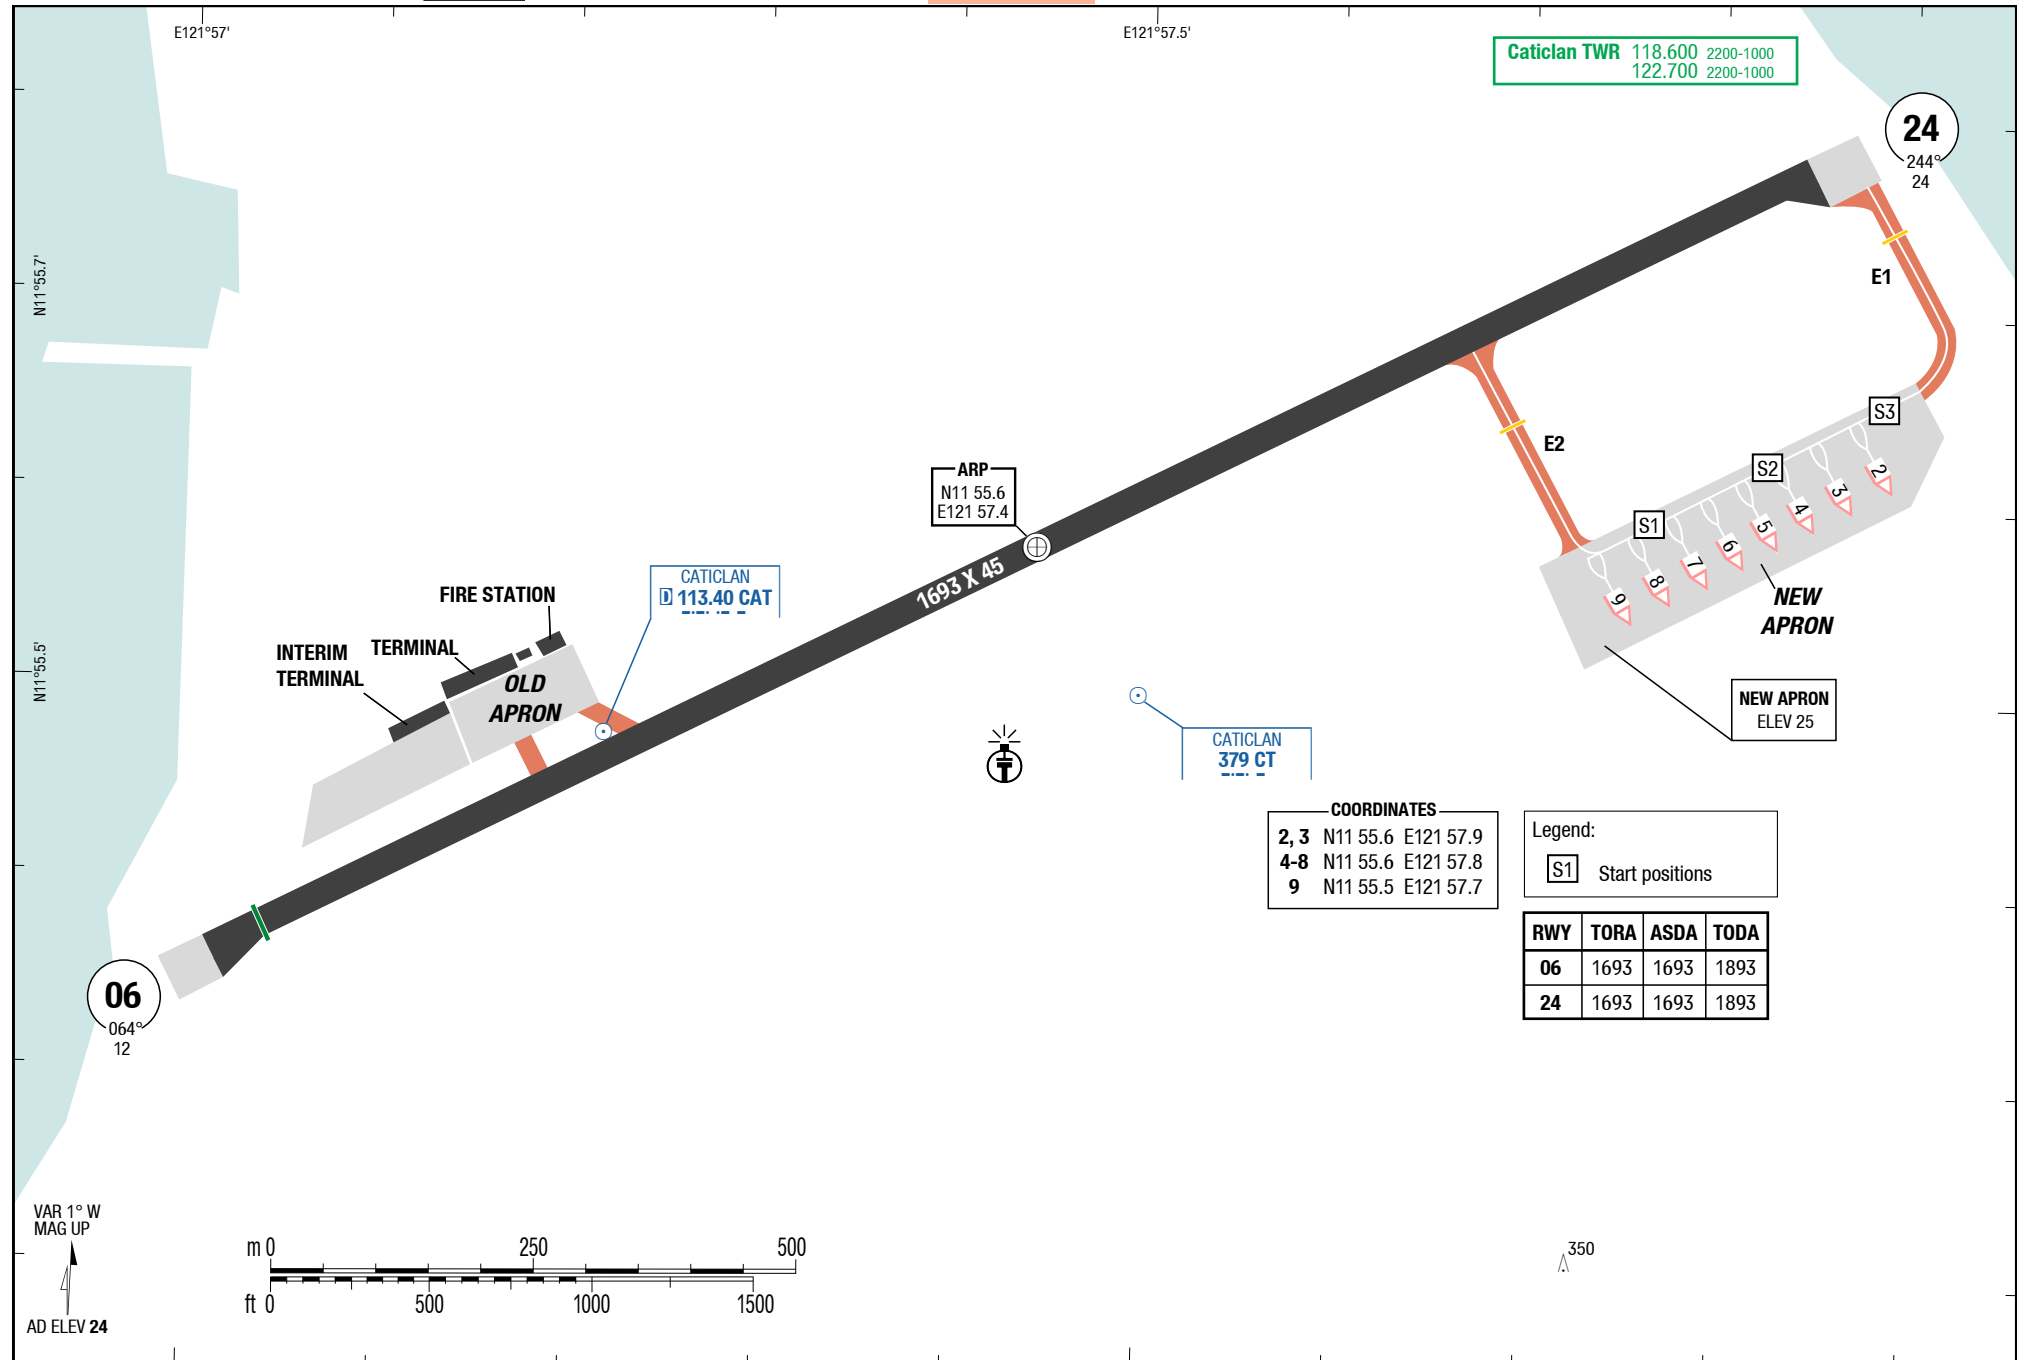 E121°57'
E121°57.5'
Caticlan TWR 118.600 2200-1000
122.700 2200-1000
24
244°
24
N11°55.7'
E1
S3
E2
S2
S1
2
3
4
5
6
7
8
9
NEW
APRON
ARP
N11 55.6
E121 57.4
1693 X 45
CATICLAN
D 113.40 CAT
FIRE STATION
TERMINAL
INTERIM
TERMINAL
OLD
APRON
N11°55.5'
NEW APRON
ELEV 25
CATICLAN
379 CT
COORDINATES
2, 3 N11 55.6 E121 57.9
4-8 N11 55.6 E121 57.8
9 N11 55.5 E121 57.7
Legend:
S1 Start positions
RWY TORA ASDA TODA
06 1693 1693 1893
24 1693 1693 1893
06
064°
12
VAR 1° W
MAG UP
AD ELEV 24
m 0 250 500
ft 0 500 1000 1500
350